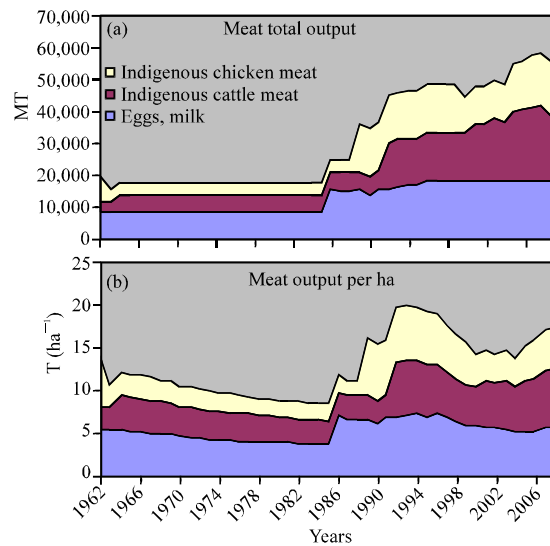 (a) Meat total output
70,000
60,000
50,000
40,000
30,000
20,000
10,000
0
MT
Indigenous chicken meat
Indigenous cattle meat
Eggs, milk
(b) Meat output per ha
25
20
15
10
5
0
T (ha⁻¹)
1962 1966 1970 1974 1978 1982 1986 1990 1994 1998 2002 2006
Years